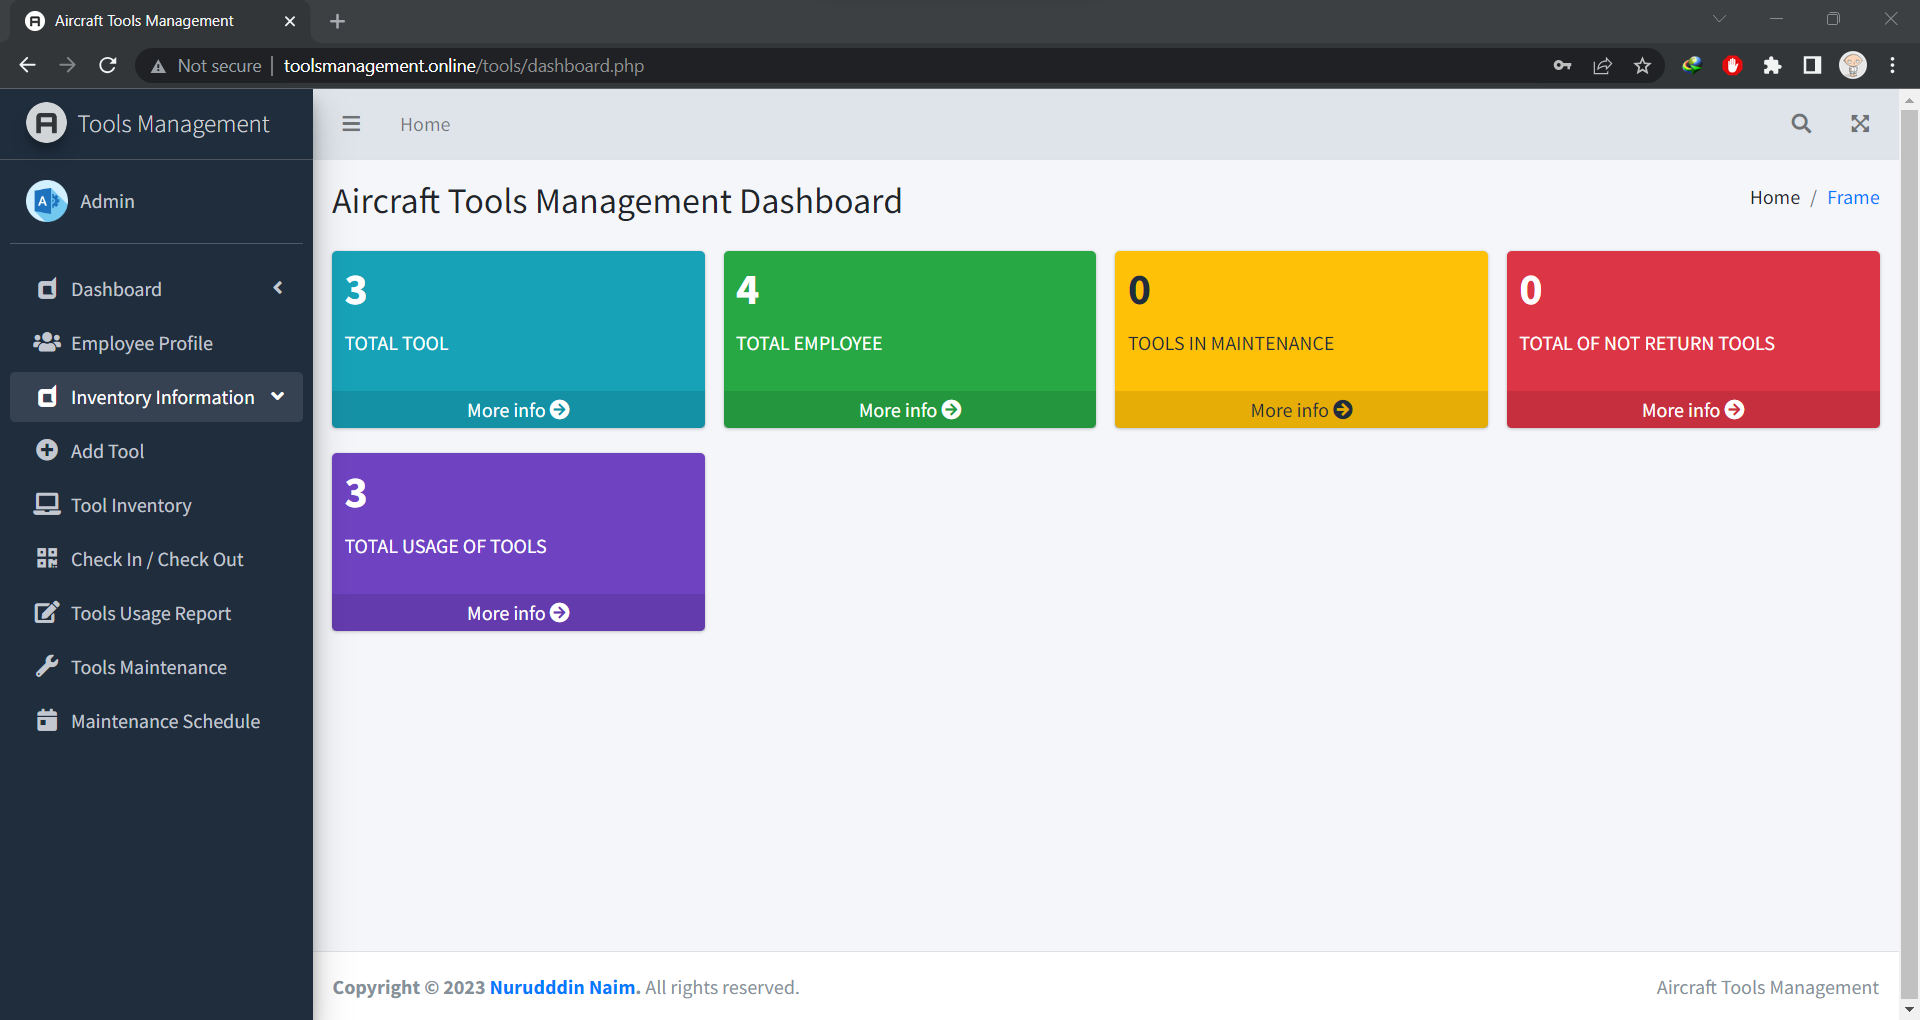 Aircraft Tools Management
Not secure toolsmanagement.online/tools/dashboard.php
Tools Management
Home
Admin
Aircraft Tools Management Dashboard
Home / Frame
Dashboard
Employee Profile
Inventory Information
Add Tool
Tool Inventory
Check In / Check Out
Tools Usage Report
Tools Maintenance
Maintenance Schedule
3
TOTAL TOOL
More info
4
TOTAL EMPLOYEE
More info
0
TOOLS IN MAINTENANCE
More info
0
TOTAL OF NOT RETURN TOOLS
More info
3
TOTAL USAGE OF TOOLS
More info
Copyright © 2023 Nurudddin Naim. All rights reserved.
Aircraft Tools Management